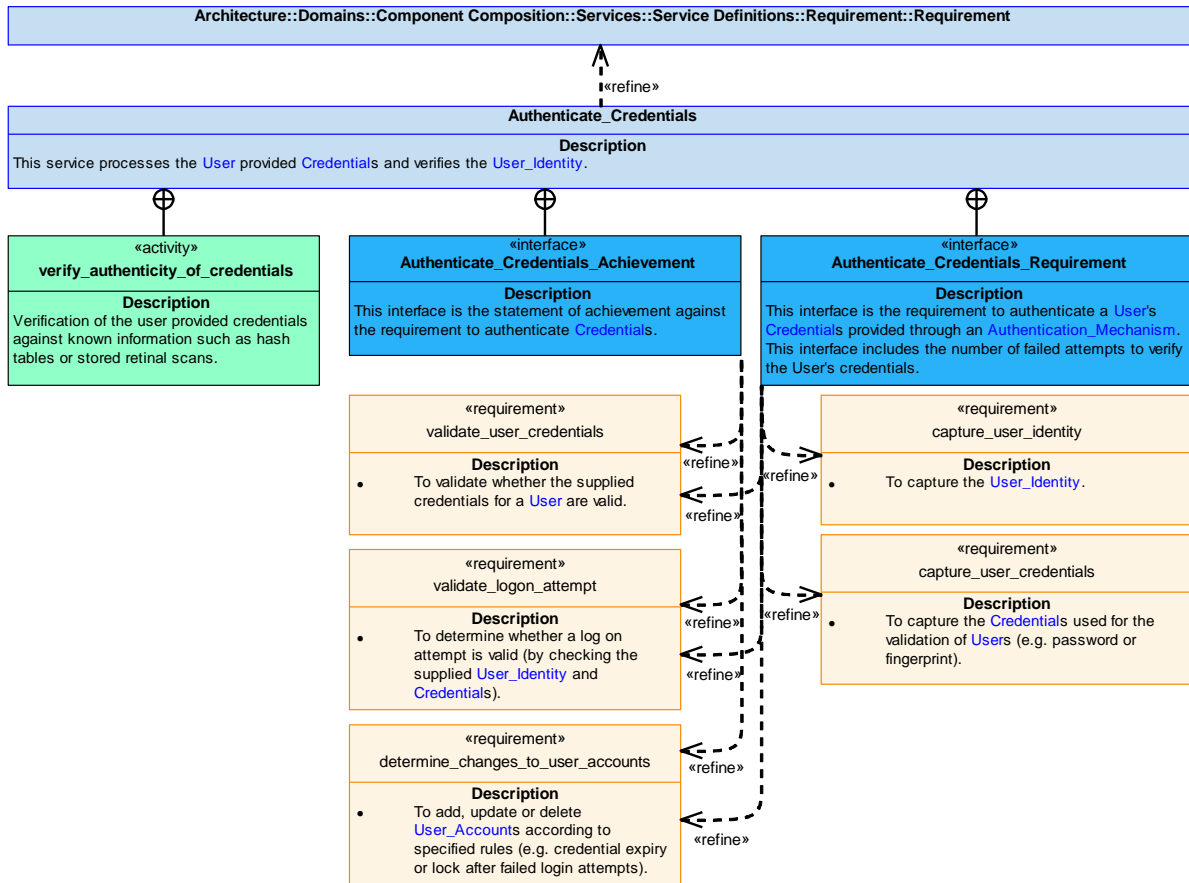 Architecture::Domains::Component Composition::Services::Service Definitions::Requirement::Requirement
«refine»
Authenticate_Credentials
Description
This service processes the User provided Credentials and verifies the User_Identity.
«activity»
verify_authenticity_of_credentials
Description
Verification of the user provided credentials
against known information such as hash
tables or stored retinal scans.
«interface»
Authenticate_Credentials_Achievement
Description
This interface is the statement of achievement against
the requirement to authenticate Credentials.
«interface»
Authenticate_Credentials_Requirement
Description
This interface is the requirement to authenticate a User's
Credentials provided through an Authentication_Mechanism.
This interface includes the number of failed attempts to verify
the User's credentials.
«requirement»
validate_user_credentials
Description
• To validate whether the supplied
credentials for a User are valid.
«refine»
«refine»
«refine»
«requirement»
capture_user_identity
Description
• To capture the User_Identity.
«requirement»
validate_logon_attempt
Description
• To determine whether a log on
attempt is valid (by checking the
supplied User_Identity and
Credentials).
«refine»
«refine»
«refine»
«requirement»
capture_user_credentials
Description
• To capture the Credentials used for the
validation of Users (e.g. password or
fingerprint).
«requirement»
determine_changes_to_user_accounts
Description
• To add, update or delete
User_Accounts according to
specified rules (e.g. credential expiry
or lock after failed login attempts).
«refine»
«refine»